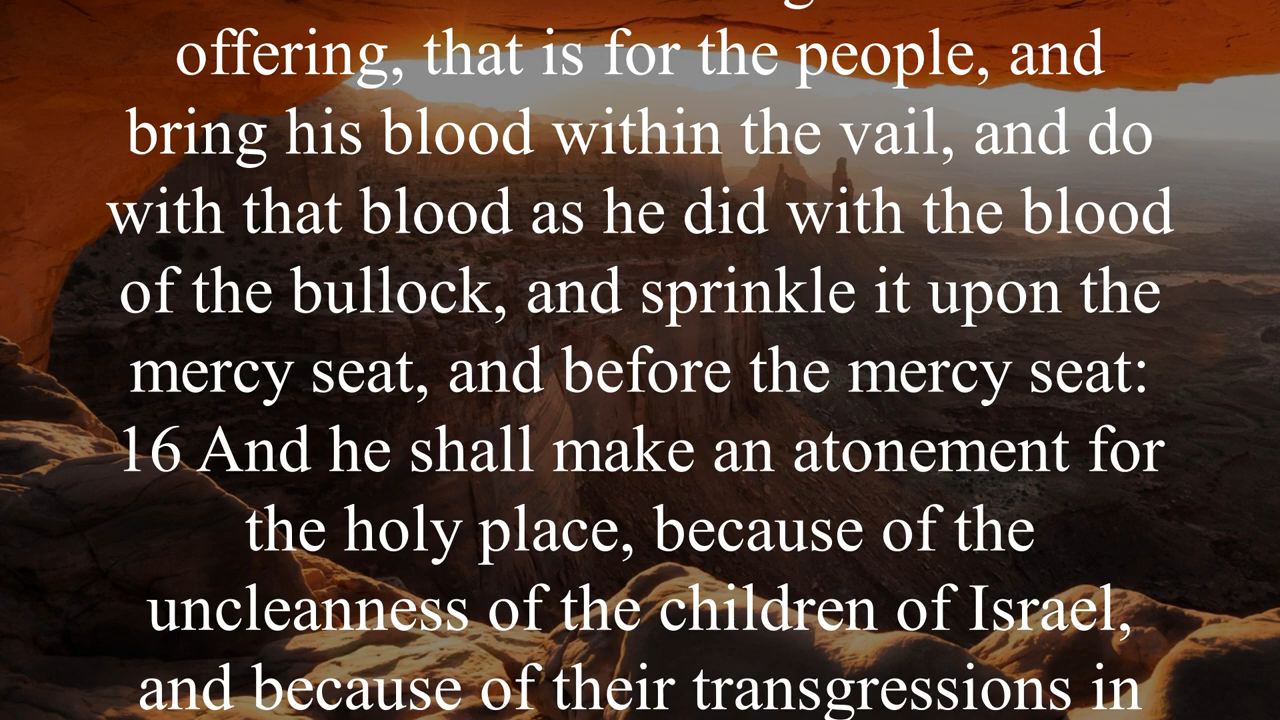 offering, that is for the people, and
bring his blood within the vail, and do
with that blood as he did with the blood
of the bullock, and sprinkle it upon the
mercy seat, and before the mercy seat:
16 And he shall make an atonement for
the holy place, because of the
uncleanness of the children of Israel,
and because of their transgressions in